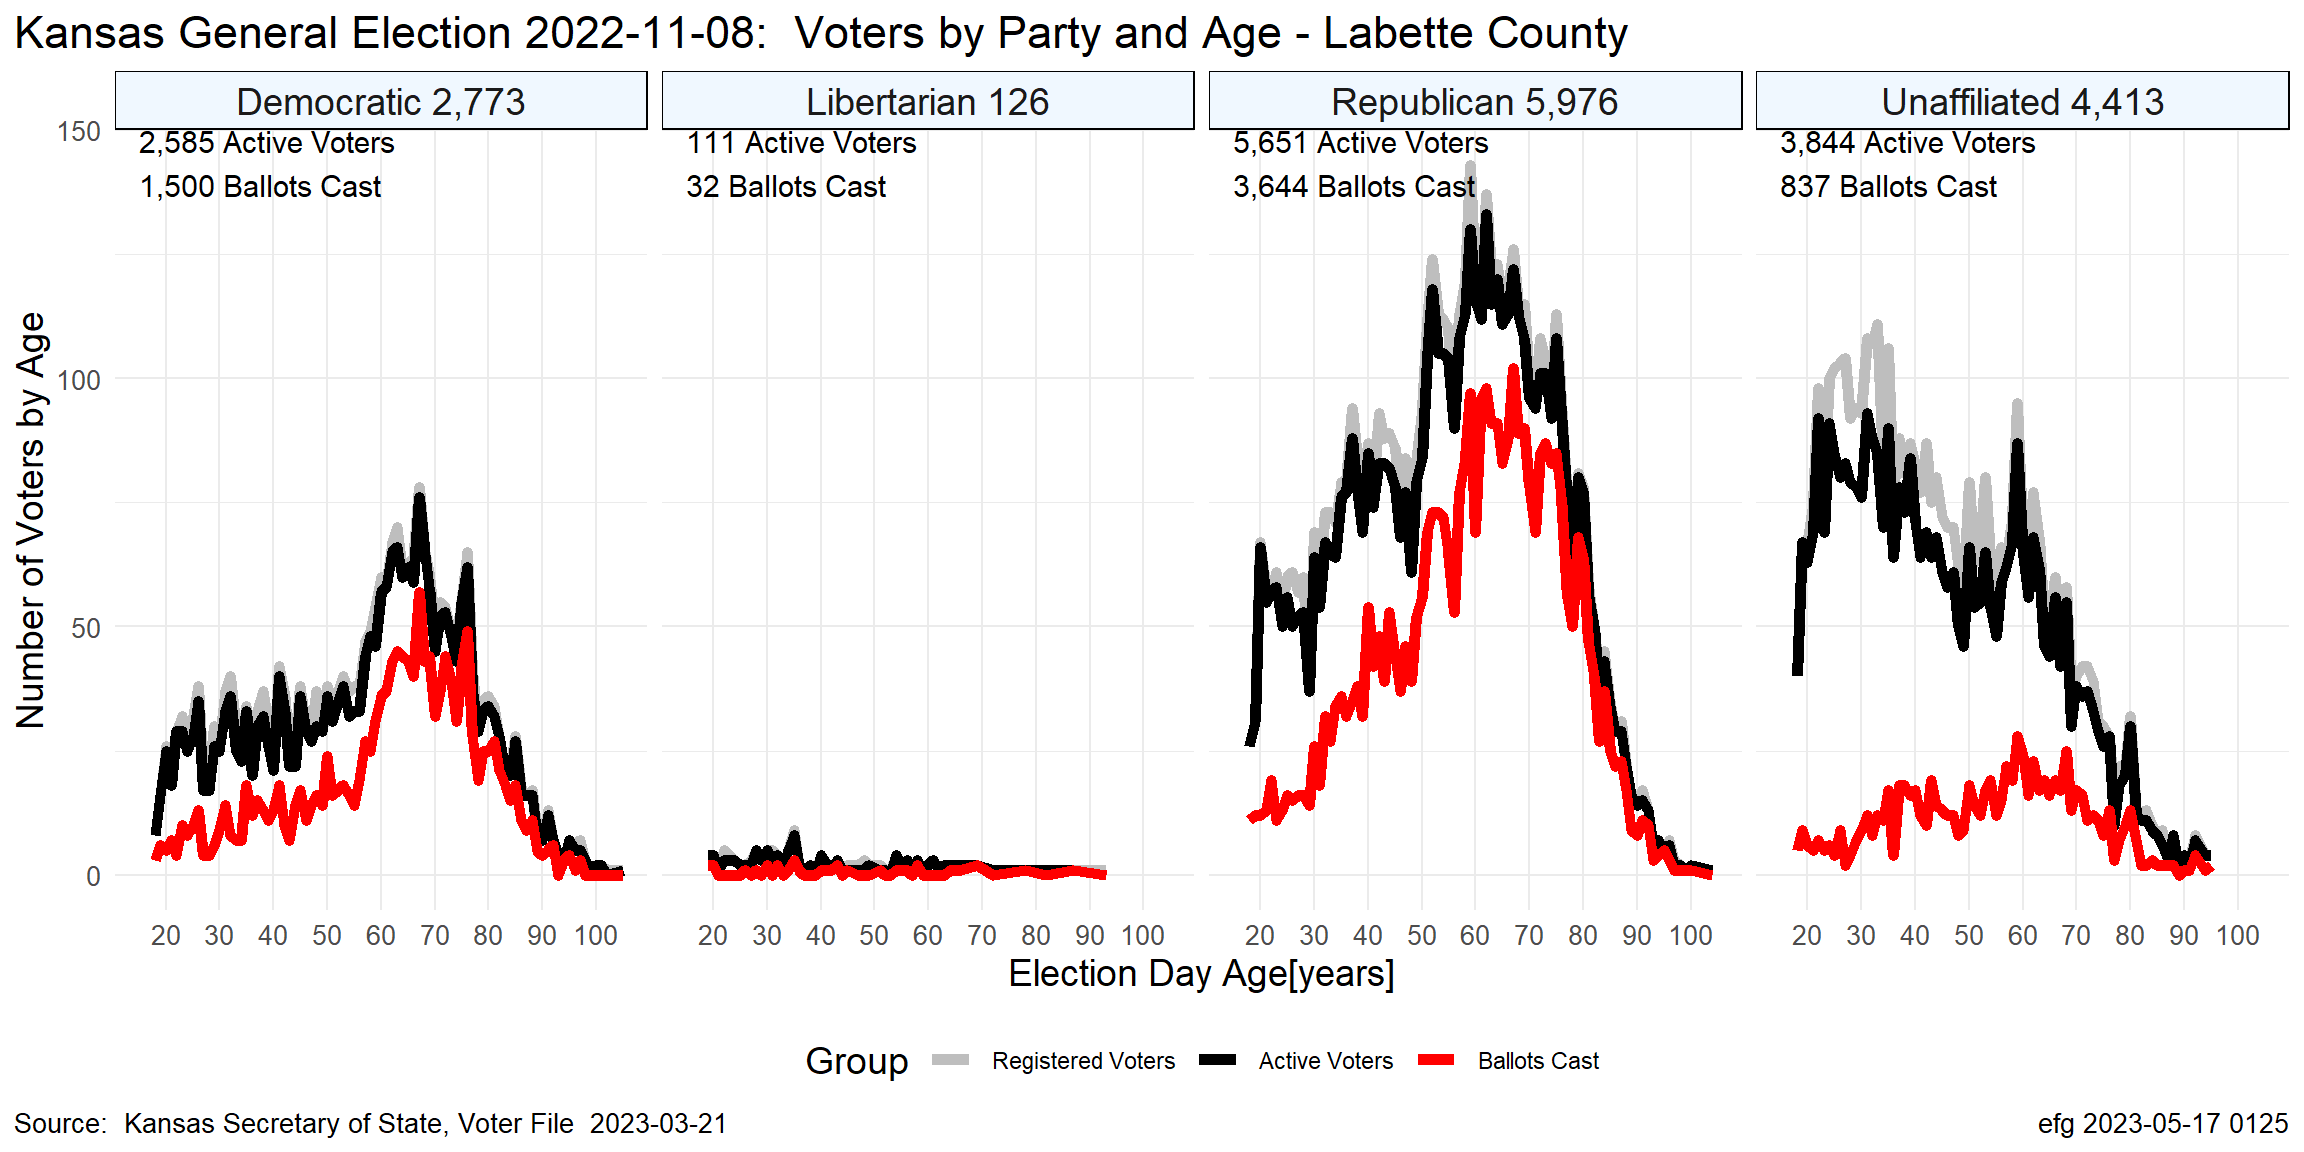 Kansas General Election 2022-11-08:  Voters by Party and Age - Labette County
Democratic 2,773
Libertarian 126
Republican 5,976
Unaffiliated 4,413
2,585 Active Voters
1,500 Ballots Cast
111 Active Voters
32 Ballots Cast
5,651 Active Voters
3,644 Ballots Cast
3,844 Active Voters
837 Ballots Cast
Number of Voters by Age
150
100
50
0
20 30 40 50 60 70 80 90 100
20 30 40 50 60 70 80 90 100
20 30 40 50 60 70 80 90 100
20 30 40 50 60 70 80 90 100
Election Day Age[years]
Group Registered Voters Active Voters Ballots Cast
Source:  Kansas Secretary of State, Voter File  2023-03-21
efg 2023-05-17 0125